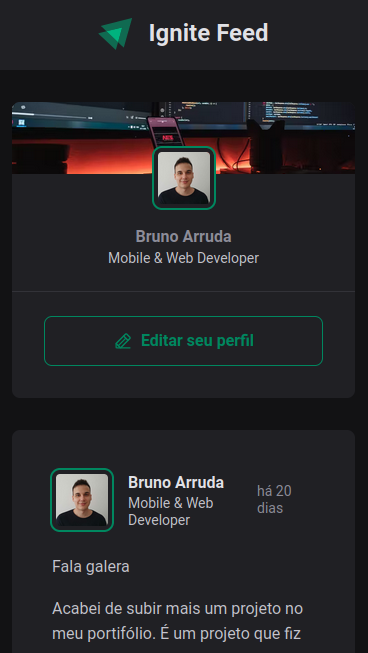 Ignite Feed
Bruno Arruda
Mobile & Web Developer
Editar seu perfil
Bruno Arruda
Mobile & Web
Developer
há 20
dias
Fala galera
Acabei de subir mais um projeto no
meu portifólio. É um projeto que fiz